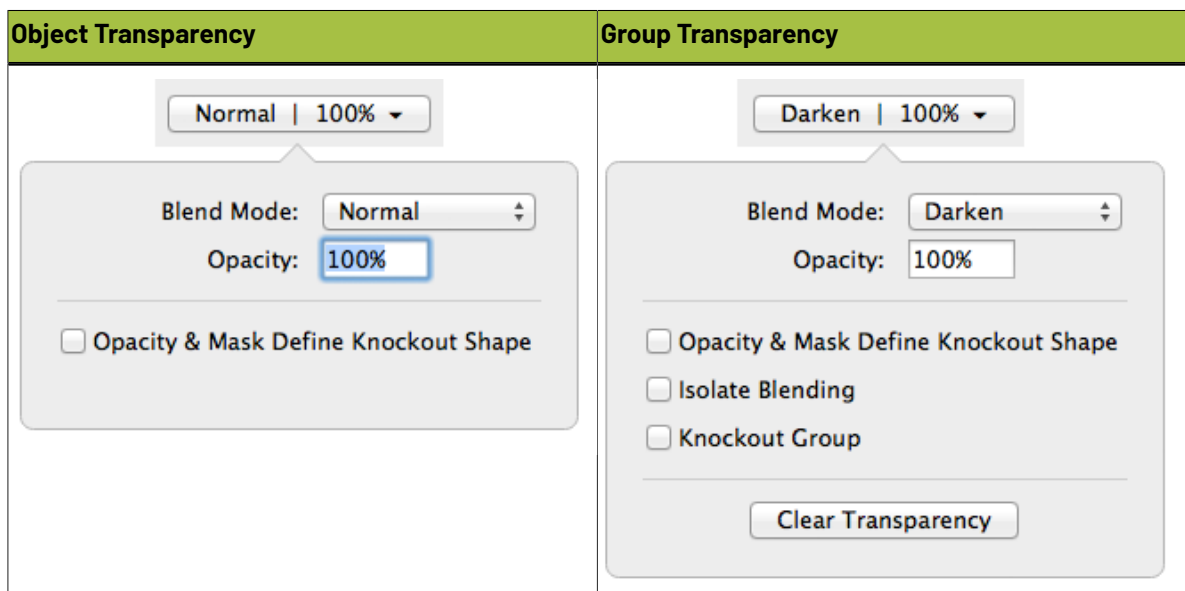 Object Transparency
Normal | 100%
Blend Mode: Normal
Opacity: 100%
Opacity & Mask Define Knockout Shape
Group Transparency
Darken | 100%
Blend Mode: Darken
Opacity: 100%
Opacity & Mask Define Knockout Shape
Isolate Blending
Knockout Group
Clear Transparency